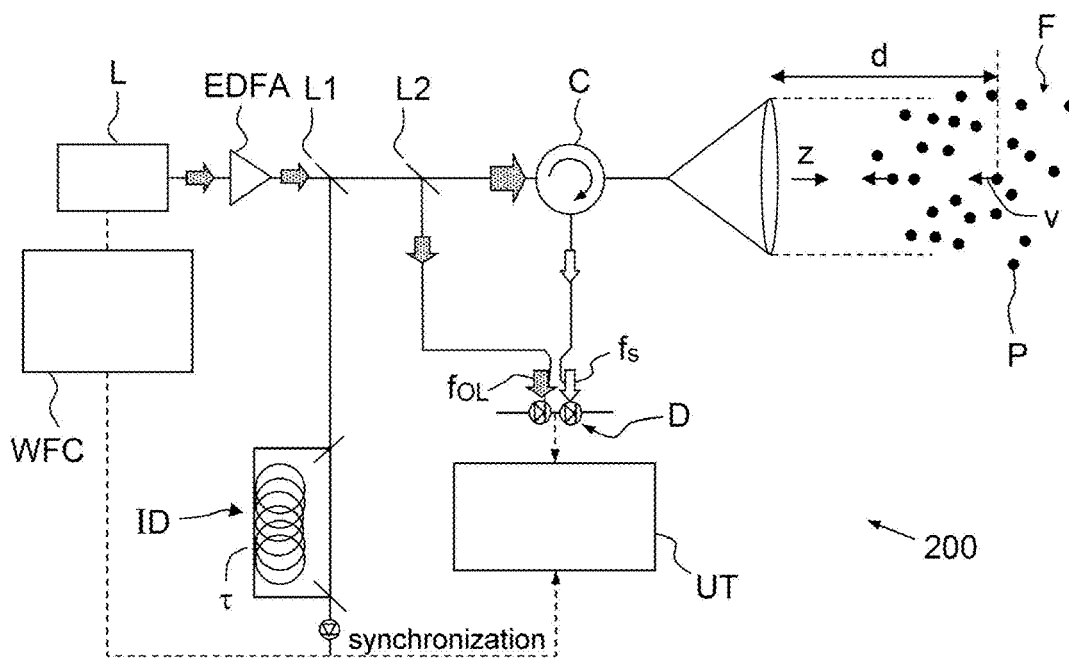 L
EDFA
L1
L2
C
d
F
z
v
P
fOL
fs
D
WFC
ID
τ
UT
200
synchronization